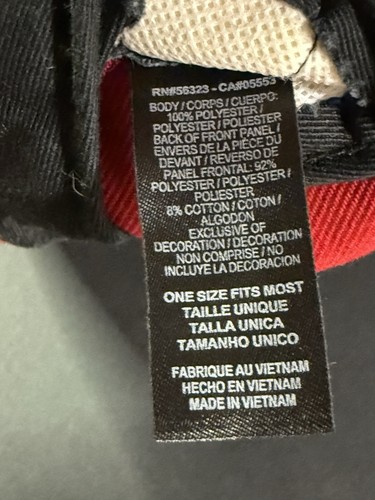 RN#56323 - CA#05553
BODY / CORPS / CUERPO:
100% POLYESTER /
POLYESTER / POLIÉSTER
BACK OF FRONT PANEL /
ENVERS DE LA PIÈCE DU
DEVANT / REVERSO DE
PANEL FRONTAL: 92%
POLYESTER / POLYESTER /
POLIESTER
8% COTTON / COTON /
ALGODON
EXCLUSIVE OF
DECORATION / DECORATION
NON COMPRISE / NO
INCLUYE LA DECORACION
ONE SIZE FITS MOST
TAILLE UNIQUE
TALLA UNICA
TAMANHO UNICO
FABRIQUE AU VIETNAM
HECHO EN VIETNAM
MADE IN VIETNAM